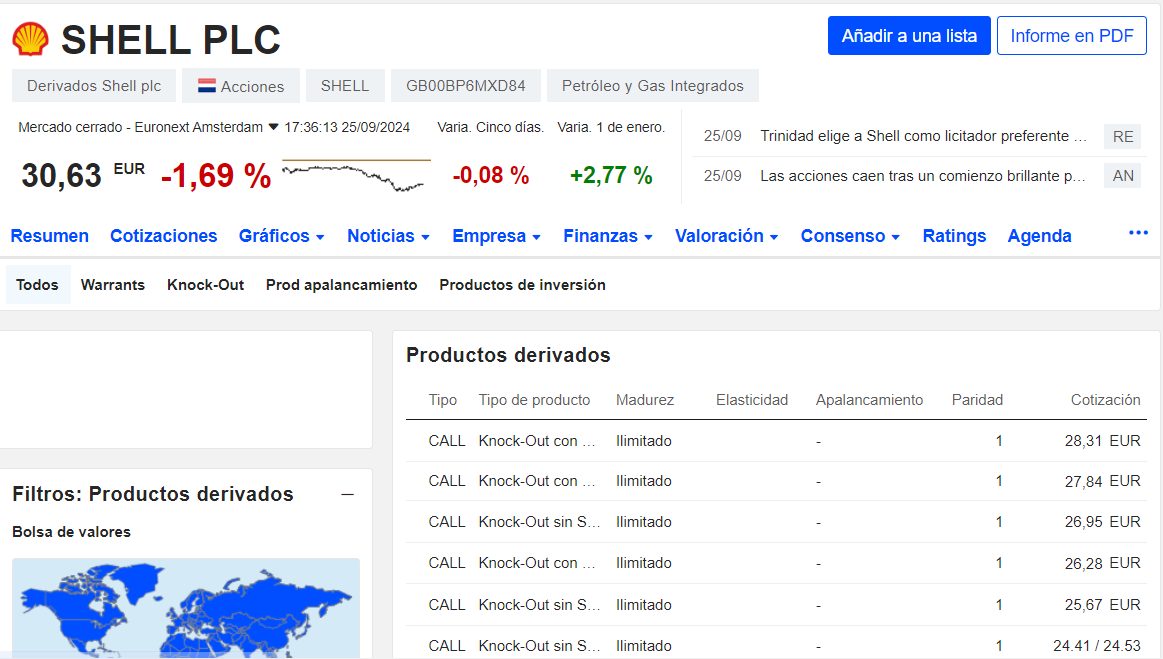 SHELL PLC
Añadir a una lista
Informe en PDF
Derivados Shell plc
Acciones
SHELL
GB00BP6MXD84
Petróleo y Gas Integrados
Mercado cerrado - Euronext Amsterdam 17:36:13 25/09/2024
Varia. Cinco días.
Varia. 1 de enero.
30,63 EUR
-1,69 %
-0,08 %
+2,77 %
25/09 Trinidad elige a Shell como licitador preferente ... RE
25/09 Las acciones caen tras un comienzo brillante p... AN
Resumen Cotizaciones Gráficos Noticias Empresa Finanzas Valoración Consenso Ratings Agenda ...
Todos Warrants Knock-Out Prod apalancamiento Productos de inversión
Filtros: Productos derivados
Bolsa de valores
Productos derivados
Tipo Tipo de producto Madurez Elasticidad Apalancamiento Paridad Cotización
CALL Knock-Out con ... Ilimitado - 1 28,31 EUR
CALL Knock-Out con ... Ilimitado - 1 27,84 EUR
CALL Knock-Out sin S... Ilimitado - 1 26,95 EUR
CALL Knock-Out con ... Ilimitado - 1 26,28 EUR
CALL Knock-Out sin S... Ilimitado - 1 25,67 EUR
CALL Knock-Out sin S... Ilimitado - 1 24.41 / 24.53